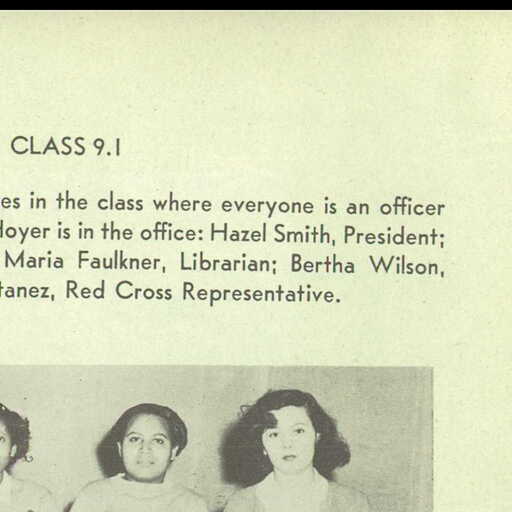 CLASS 9.1
es in the class where everyone is an officer
Hoyer is in the office: Hazel Smith, President;
Maria Faulkner, Librarian; Bertha Wilson,
tanez, Red Cross Representative.